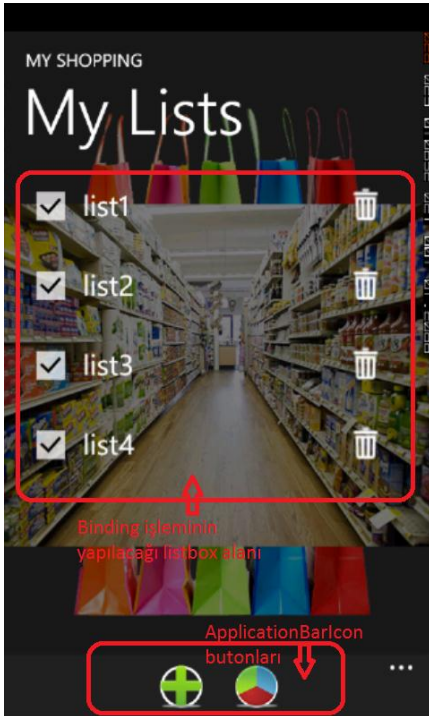 MY SHOPPING
My Lists
list1
list2
list3
list4
Binding işleminin
yapılacağı listbox alanı
ApplicationBarIcon
butonları